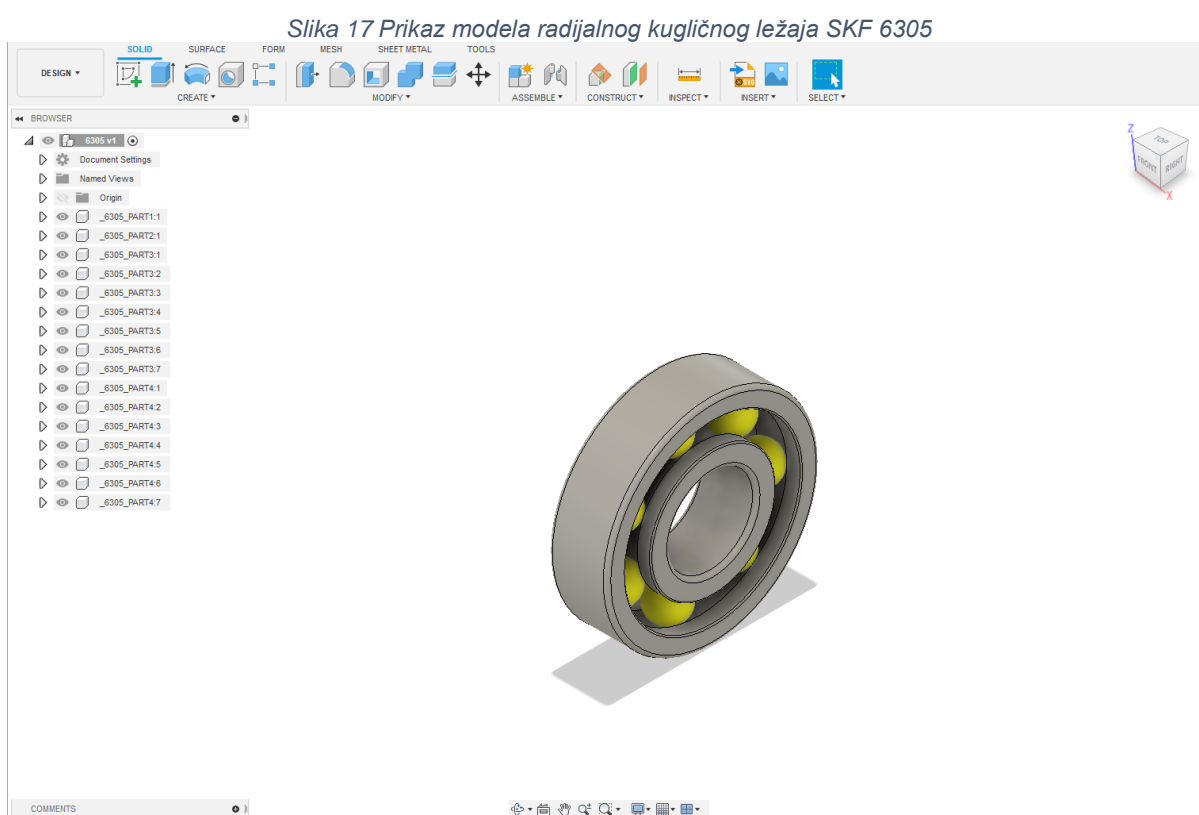 Slika 17 Prikaz modela radijalnog kugličnog ležaja SKF 6305
SOLID SURFACE FORM MESH SHEET METAL TOOLS
DESIGN
CREATE MODIFY ASSEMBLE CONSTRUCT INSPECT INSERT SELECT
SVG
BROWSER
6305 v1
Document Settings
Named Views
Origin
_6305_PART1:1
_6305_PART2:1
_6305_PART3:1
_6305_PART3:2
_6305_PART3:3
_6305_PART3:4
_6305_PART3:5
_6305_PART3:6
_6305_PART3:7
_6305_PART4:1
_6305_PART4:2
_6305_PART4:3
_6305_PART4:4
_6305_PART4:5
_6305_PART4:6
_6305_PART4:7
Z
TOP
FRONT RIGHT
X
COMMENTS